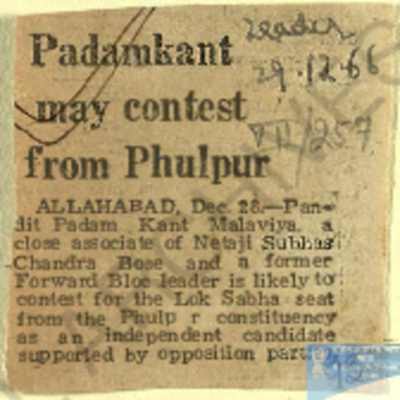 Padamkant
may contest
from Phulpur
Leader
29.12.66
VII/257
ALLAHABAD, Dec. 28.—Pan-
dit Padam Kant Malaviya, a
close associate of Netaji Subhas
Chandra Bose and a former
Forward Bloc leader is likely to
contest for the Lok Sabha seat
from the Phulp r constituency
as an independent candidate
supported by opposition